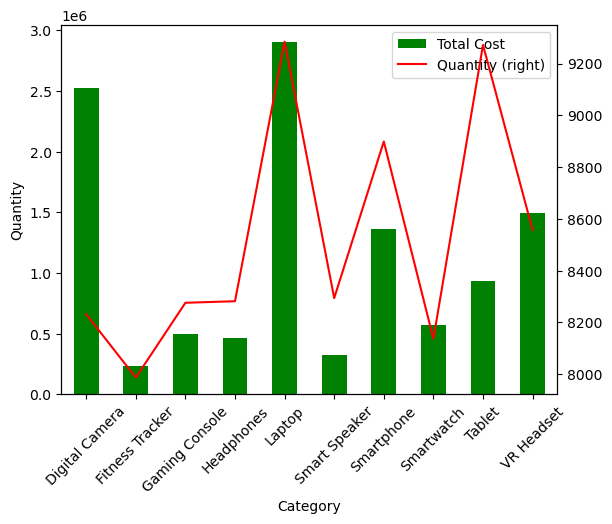 1e6
Total Cost
Quantity (right)
3.0
2.5
2.0
1.5
1.0
0.5
0.0
Quantity
9200
9000
8800
8600
8400
8200
8000
Digital Camera
Fitness Tracker
Gaming Console
Headphones
Laptop
Smart Speaker
Smartphone
Smartwatch
Tablet
VR Headset
Category